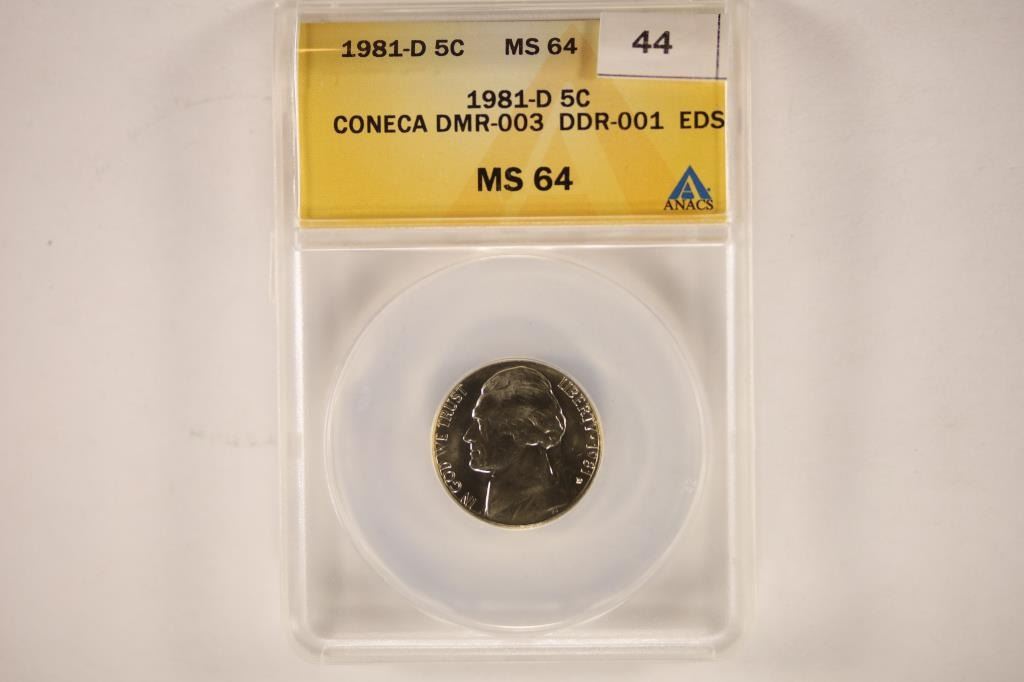 1981-D 5C MS 64 44
1981-D 5C
CONECA DMR-003 DDR-001 EDS
MS 64
ANACS
IN GOD WE TRUST
LIBERTY ★ 1981 D